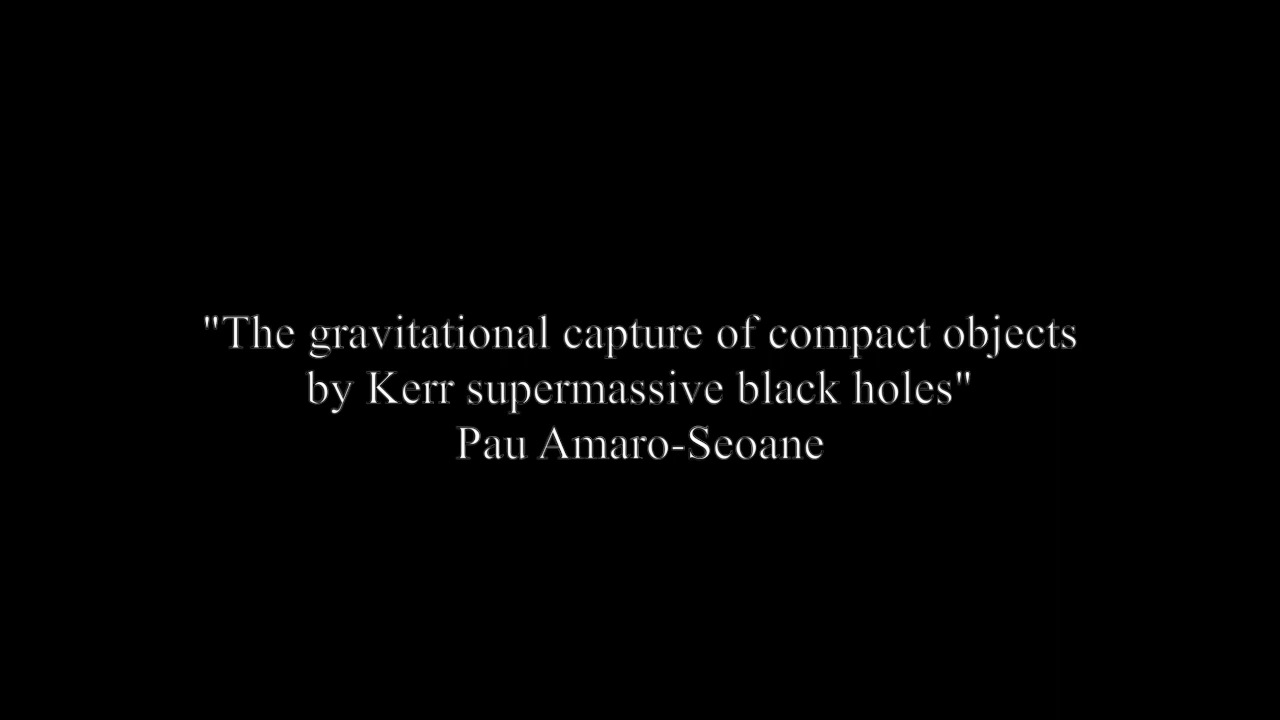 "The gravitational capture of compact objects
by Kerr supermassive black holes"
Pau Amaro-Seoane